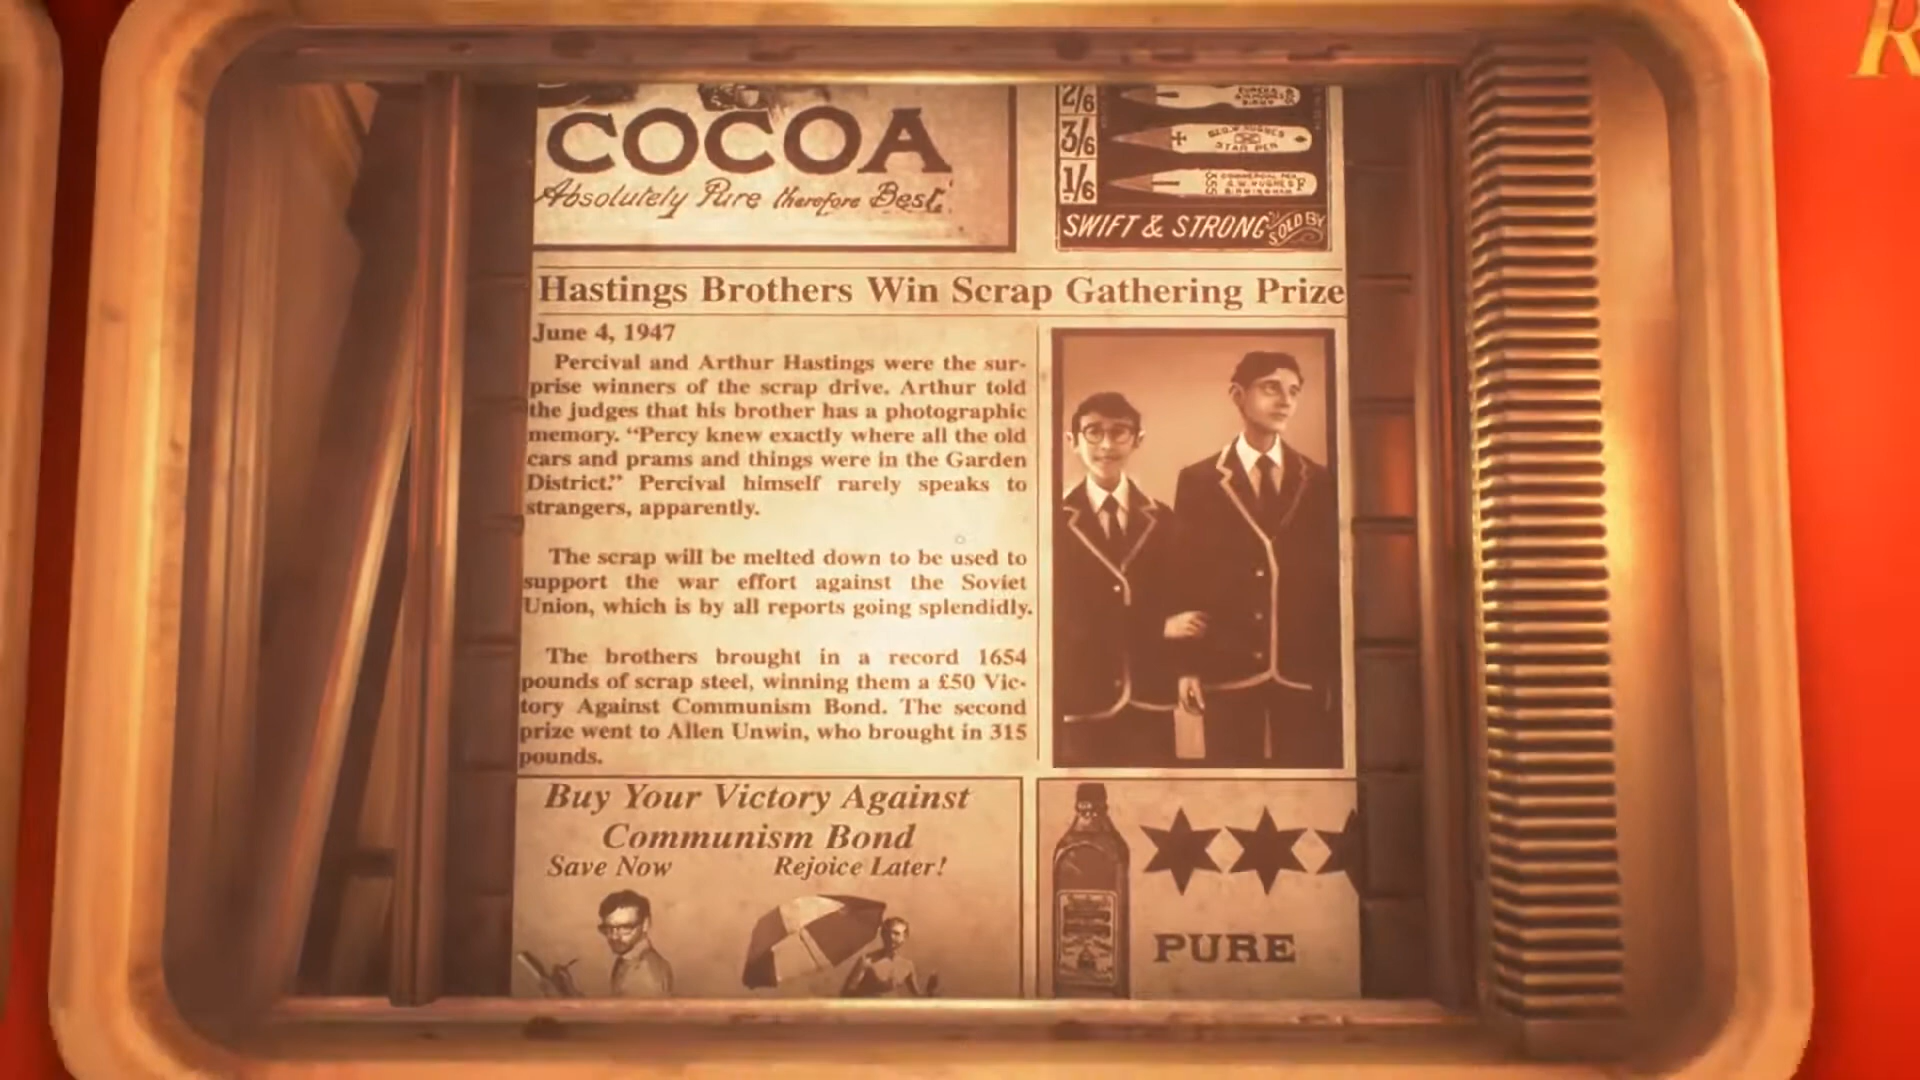 R
COCOA
Absolutely Pure therefore Best.
2/6
3/6
STAR PEN
1/6
SWIFT & STRONG SOLD BY
Hastings Brothers Win Scrap Gathering Prize
June 4, 1947
Percival and Arthur Hastings were the sur-
prise winners of the scrap drive. Arthur told
the judges that his brother has a photographic
memory. “Percy knew exactly where all the old
cars and prams and things were in the Garden
District.” Percival himself rarely speaks to
strangers, apparently.
The scrap will be melted down to be used to
support the war effort against the Soviet
Union, which is by all reports going splendidly.
The brothers brought in a record 1654
pounds of scrap steel, winning them a £50 Vic-
tory Against Communism Bond. The second
prize went to Allen Unwin, who brought in 315
pounds.
Buy Your Victory Against
Communism Bond
Save Now Rejoice Later!
PURE